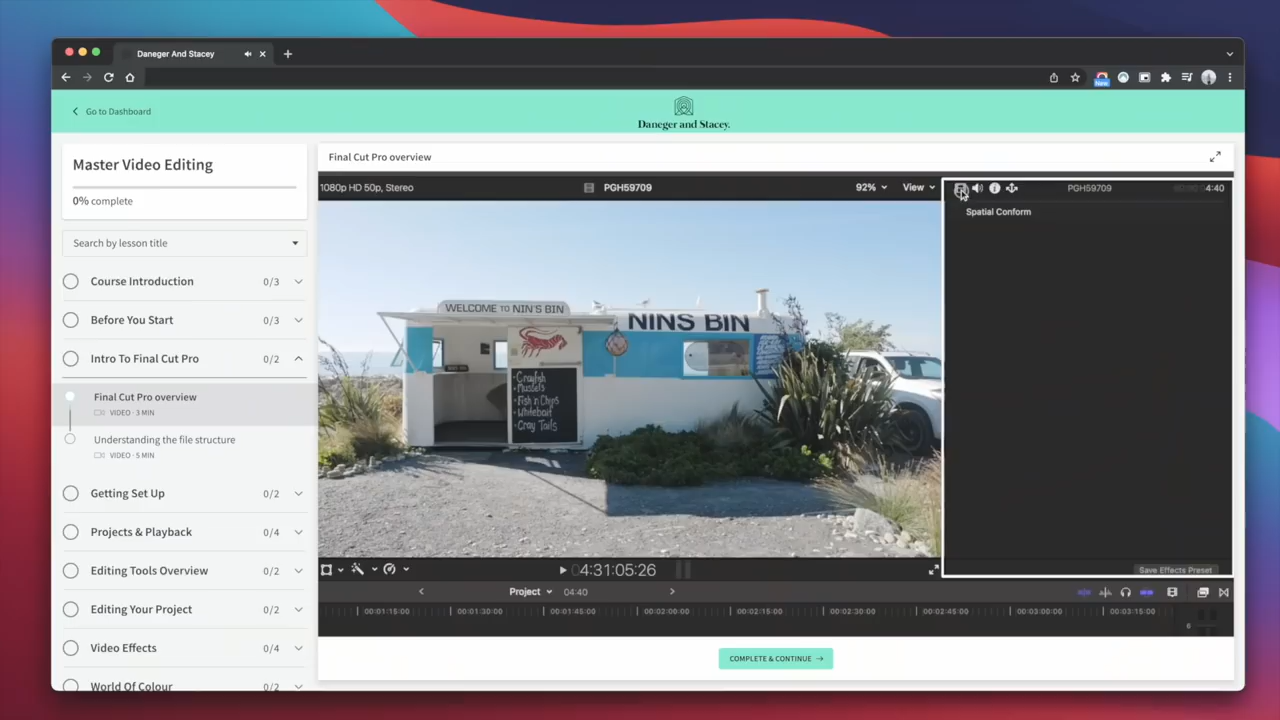 Daneger And Stacey
New
Go to Dashboard
Daneger and Stacey.
Master Video Editing
0% complete
Search by lesson title
Course Introduction 0/3
Before You Start 0/3
Intro To Final Cut Pro 0/2
Final Cut Pro overview
VIDEO · 3 MIN
Understanding the file structure
VIDEO · 5 MIN
Getting Set Up 0/2
Projects & Playback 0/4
Editing Tools Overview 0/2
Editing Your Project 0/2
Video Effects 0/4
World Of Colour 0/2
Final Cut Pro overview
1080p HD 50p, Stereo
PGH59709
92%
View
PGH59709
4:40
Spatial Conform
WELCOME TO NIN'S BIN
NINS BIN
• Crayfish
• Mussels
• Fish n Chips
• Whitebait
• Cray Tails
04:31:05:26
Save Effects Preset
Project 04:40
00:01:15:00
00:01:30:00
00:01:45:00
00:02:00:00
00:02:15:00
00:02:30:00
00:02:45:00
00:03:00:00
00:03:15:00
6
COMPLETE & CONTINUE →